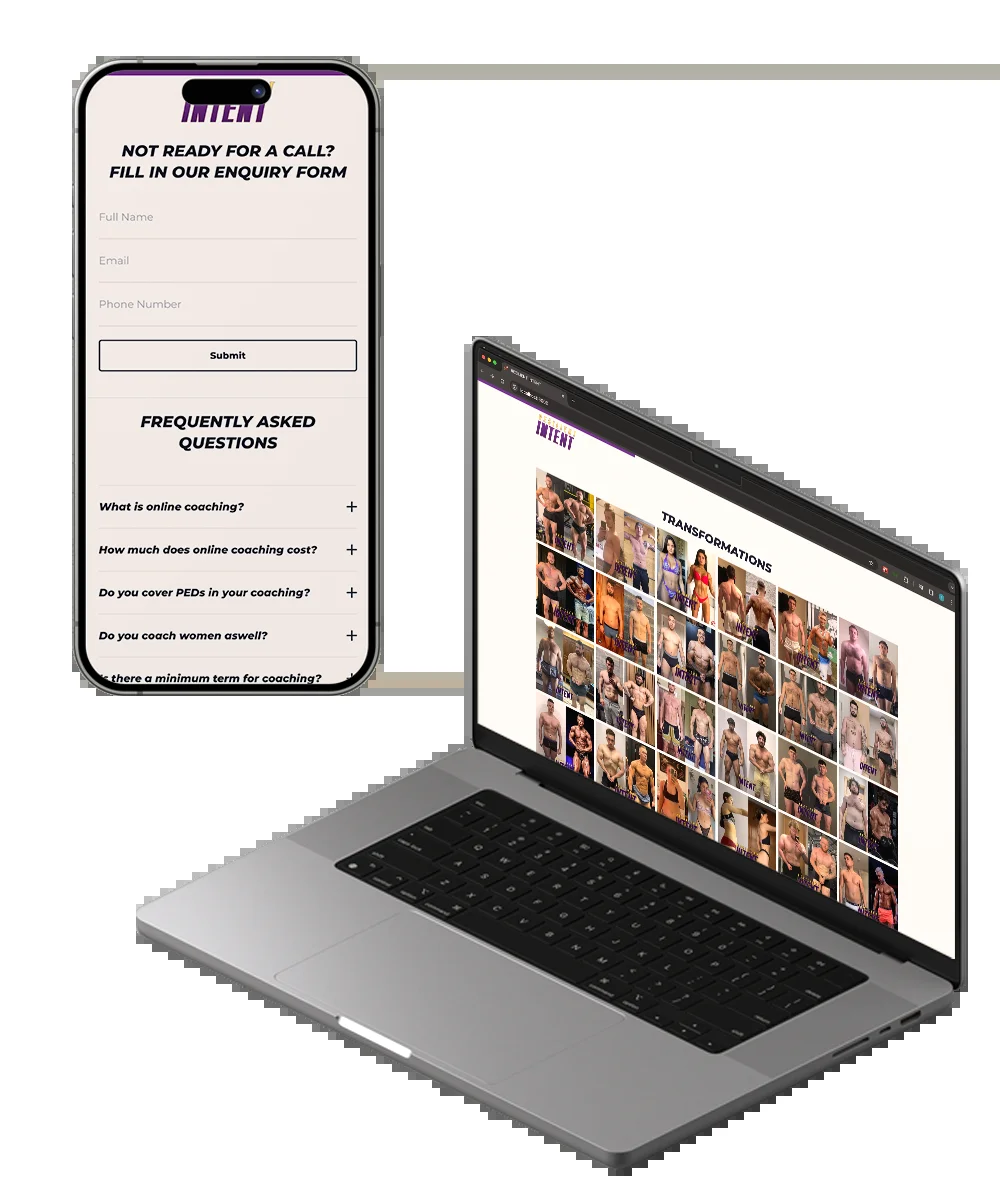 INTENT
NOT READY FOR A CALL?
FILL IN OUR ENQUIRY FORM
Full Name
Email
Phone Number
Submit
FREQUENTLY ASKED
QUESTIONS
What is online coaching?
How much does online coaching cost?
Do you cover PEDs in your coaching?
Do you coach women aswell?
Is there a minimum term for coaching?
INTENT
TRANSFORMATIONS